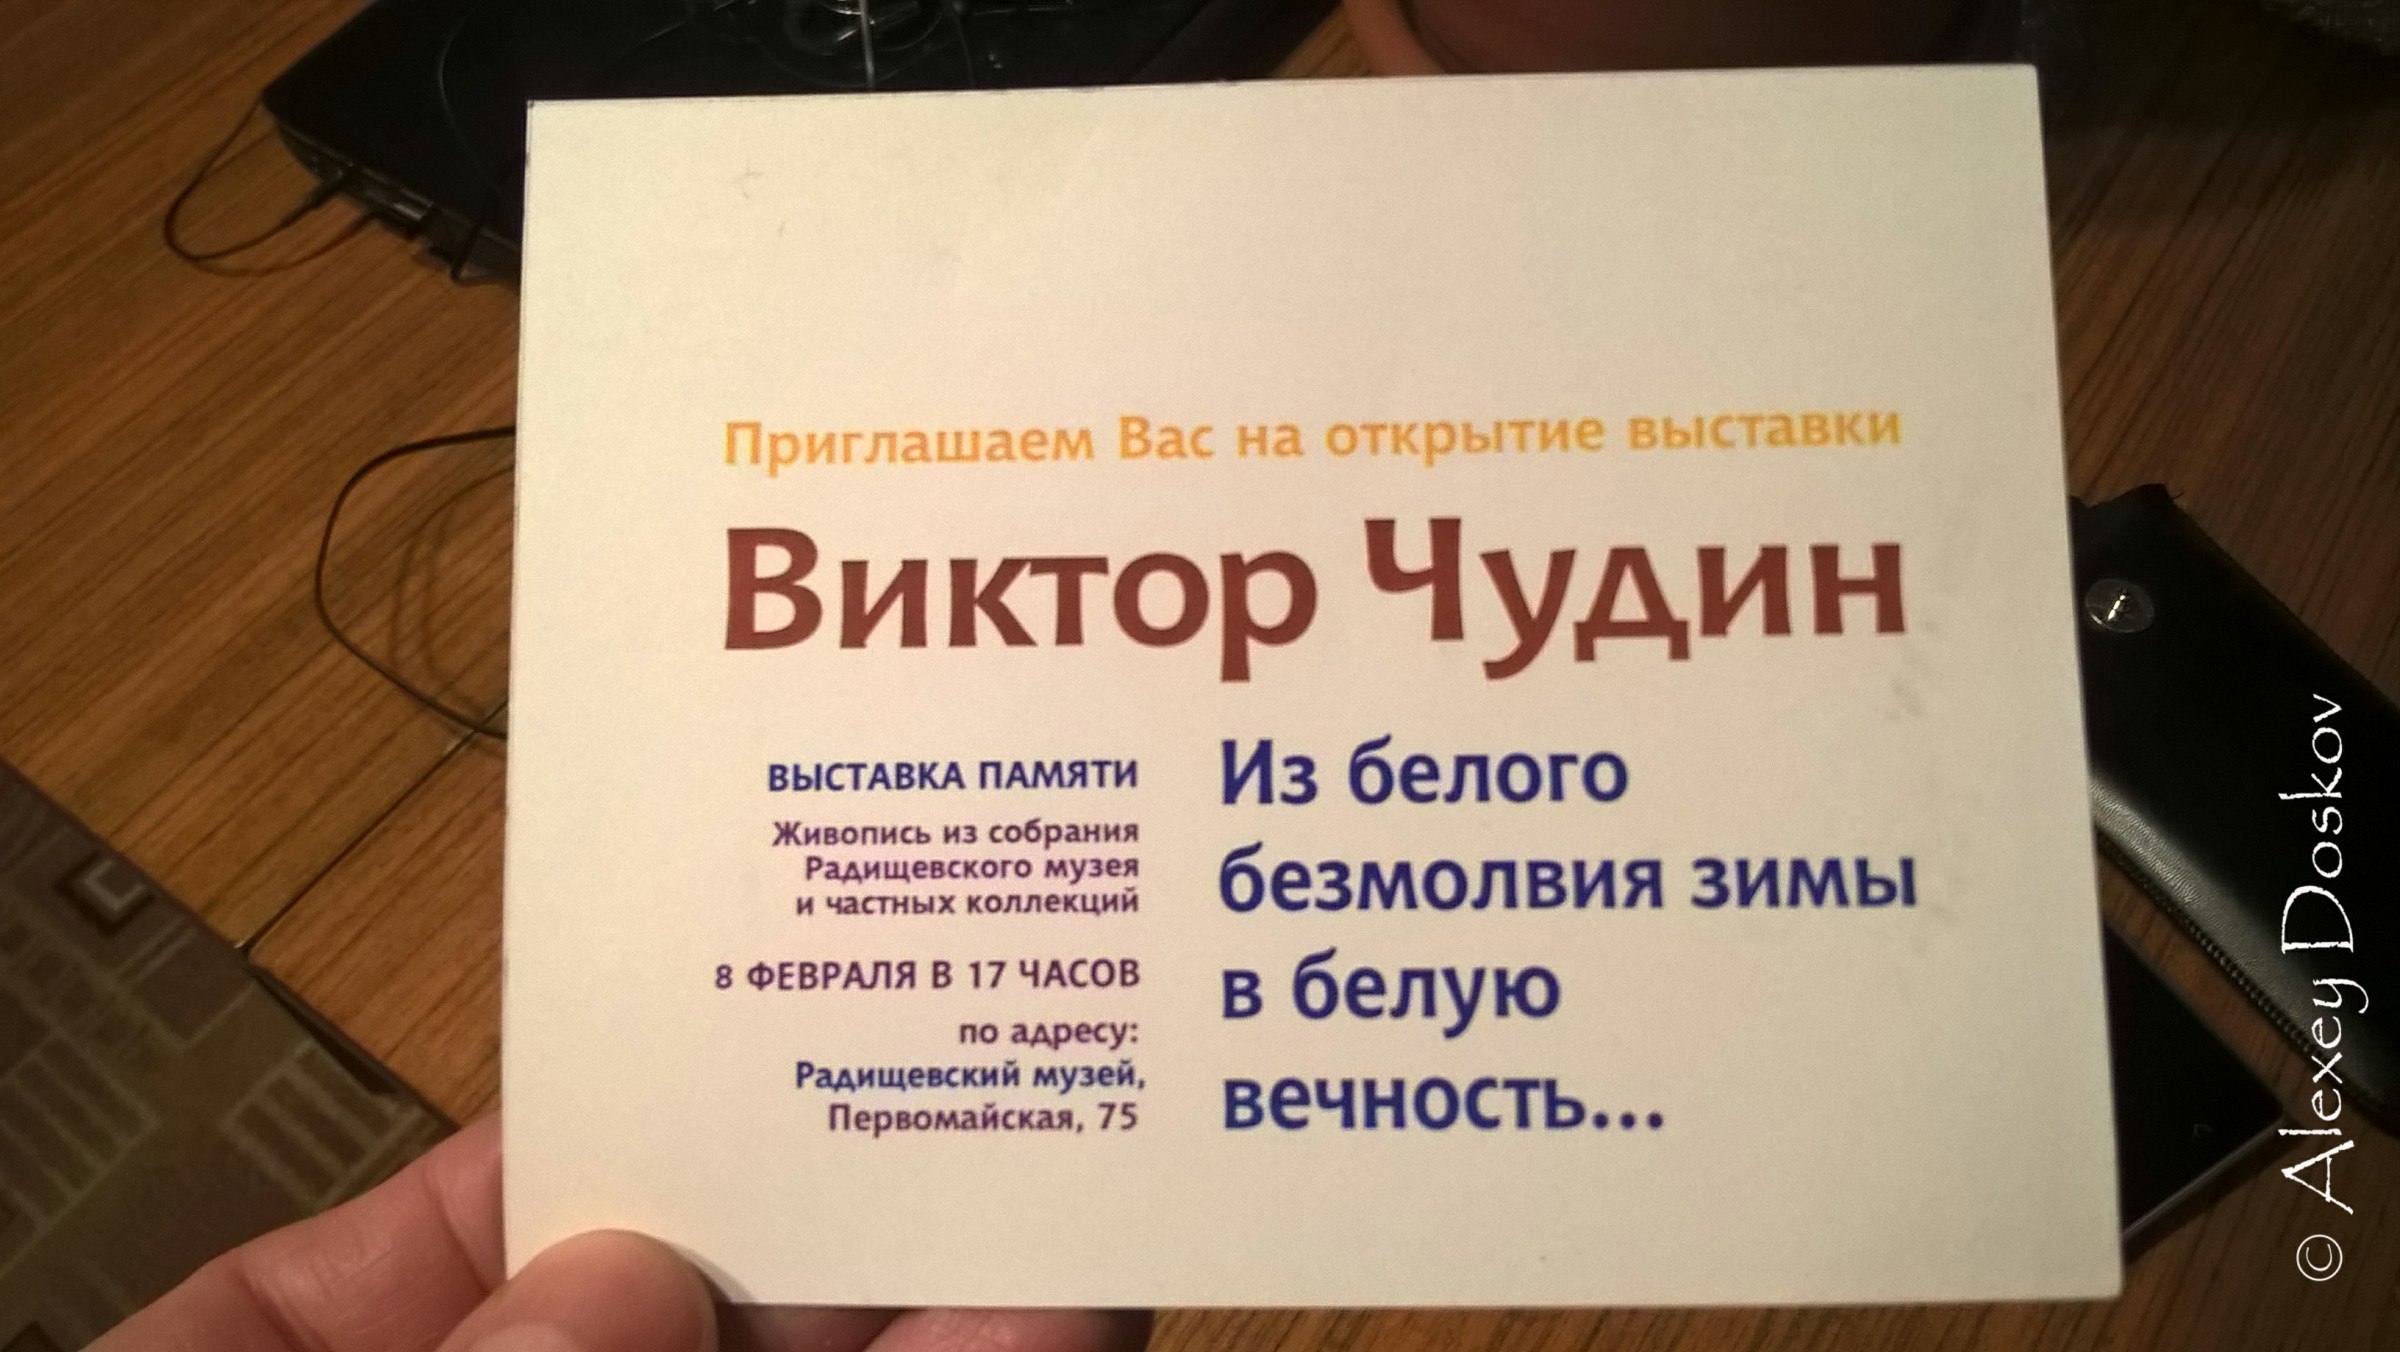 Приглашаем Вас на открытие выставки
Виктор Чудин
ВЫСТАВКА ПАМЯТИ
Живопись из собрания
Радищевского музея
и частных коллекций
8 ФЕВРАЛЯ В 17 ЧАСОВ
по адресу:
Радищевский музей,
Первомайская, 75
Из белого
безмолвия зимы
в белую
вечность...
© Alexey Doskov